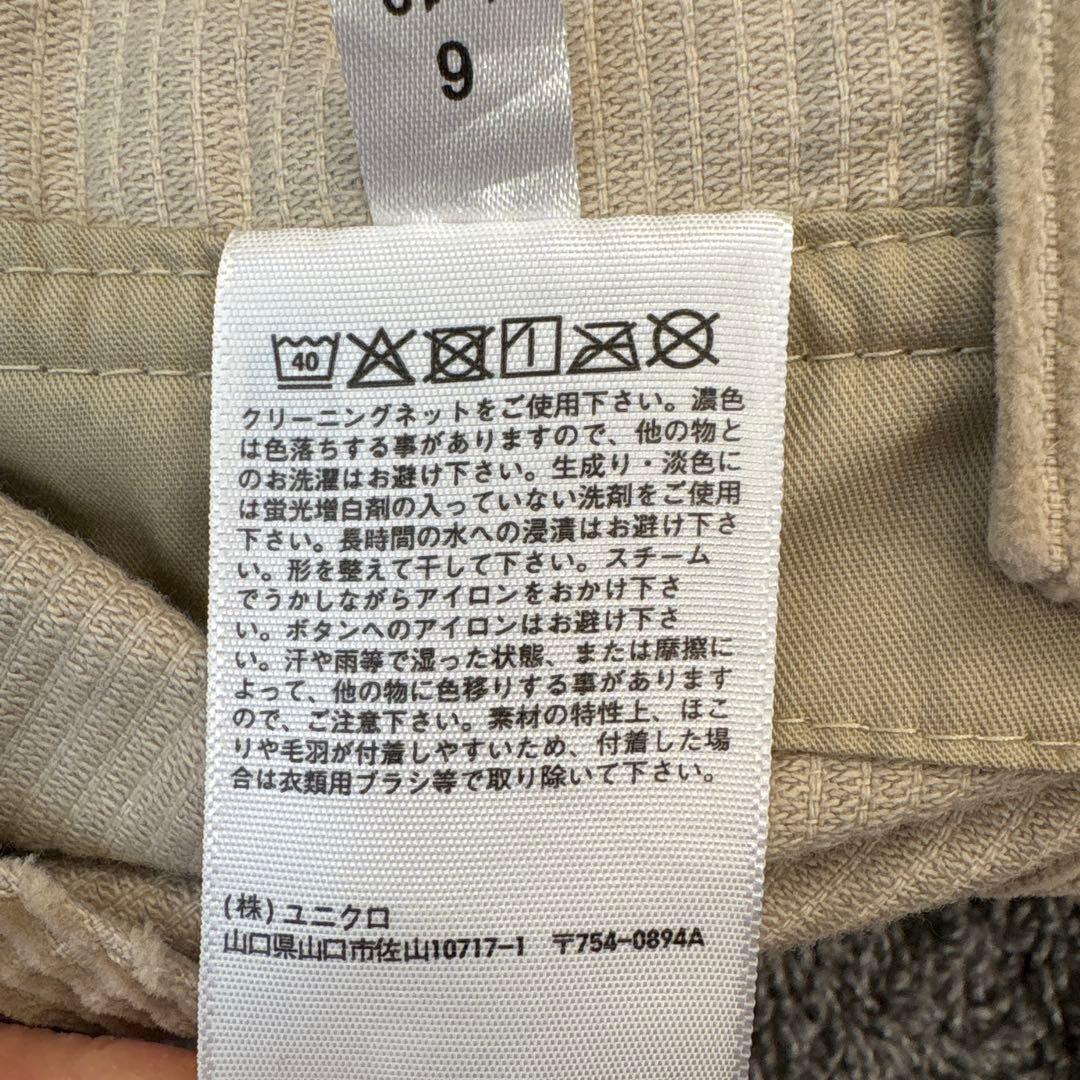 6
40
クリーニングネットをご使用下さい。濃色
は色落ちする事がありますので、他の物と
のお洗濯はお避け下さい。生成り・淡色に
は蛍光増白剤の入っていない洗剤をご使用
下さい。長時間の水への浸漬はお避け下さ
い。形を整えて干して下さい。スチーム
でうかしながらアイロンをおかけ下さ
い。ボタンへのアイロンはお避け下さ
い。汗や雨等で湿った状態、または摩擦に
よって、他の物に色移りする事があります
ので、ご注意下さい。素材の特性上、ほこ
りや毛羽が付着しやすいため、付着した場
合は衣類用ブラシ等で取り除いて下さい。
(株)ユニクロ
山口県山口市佐山10717-1 〒754-0894A